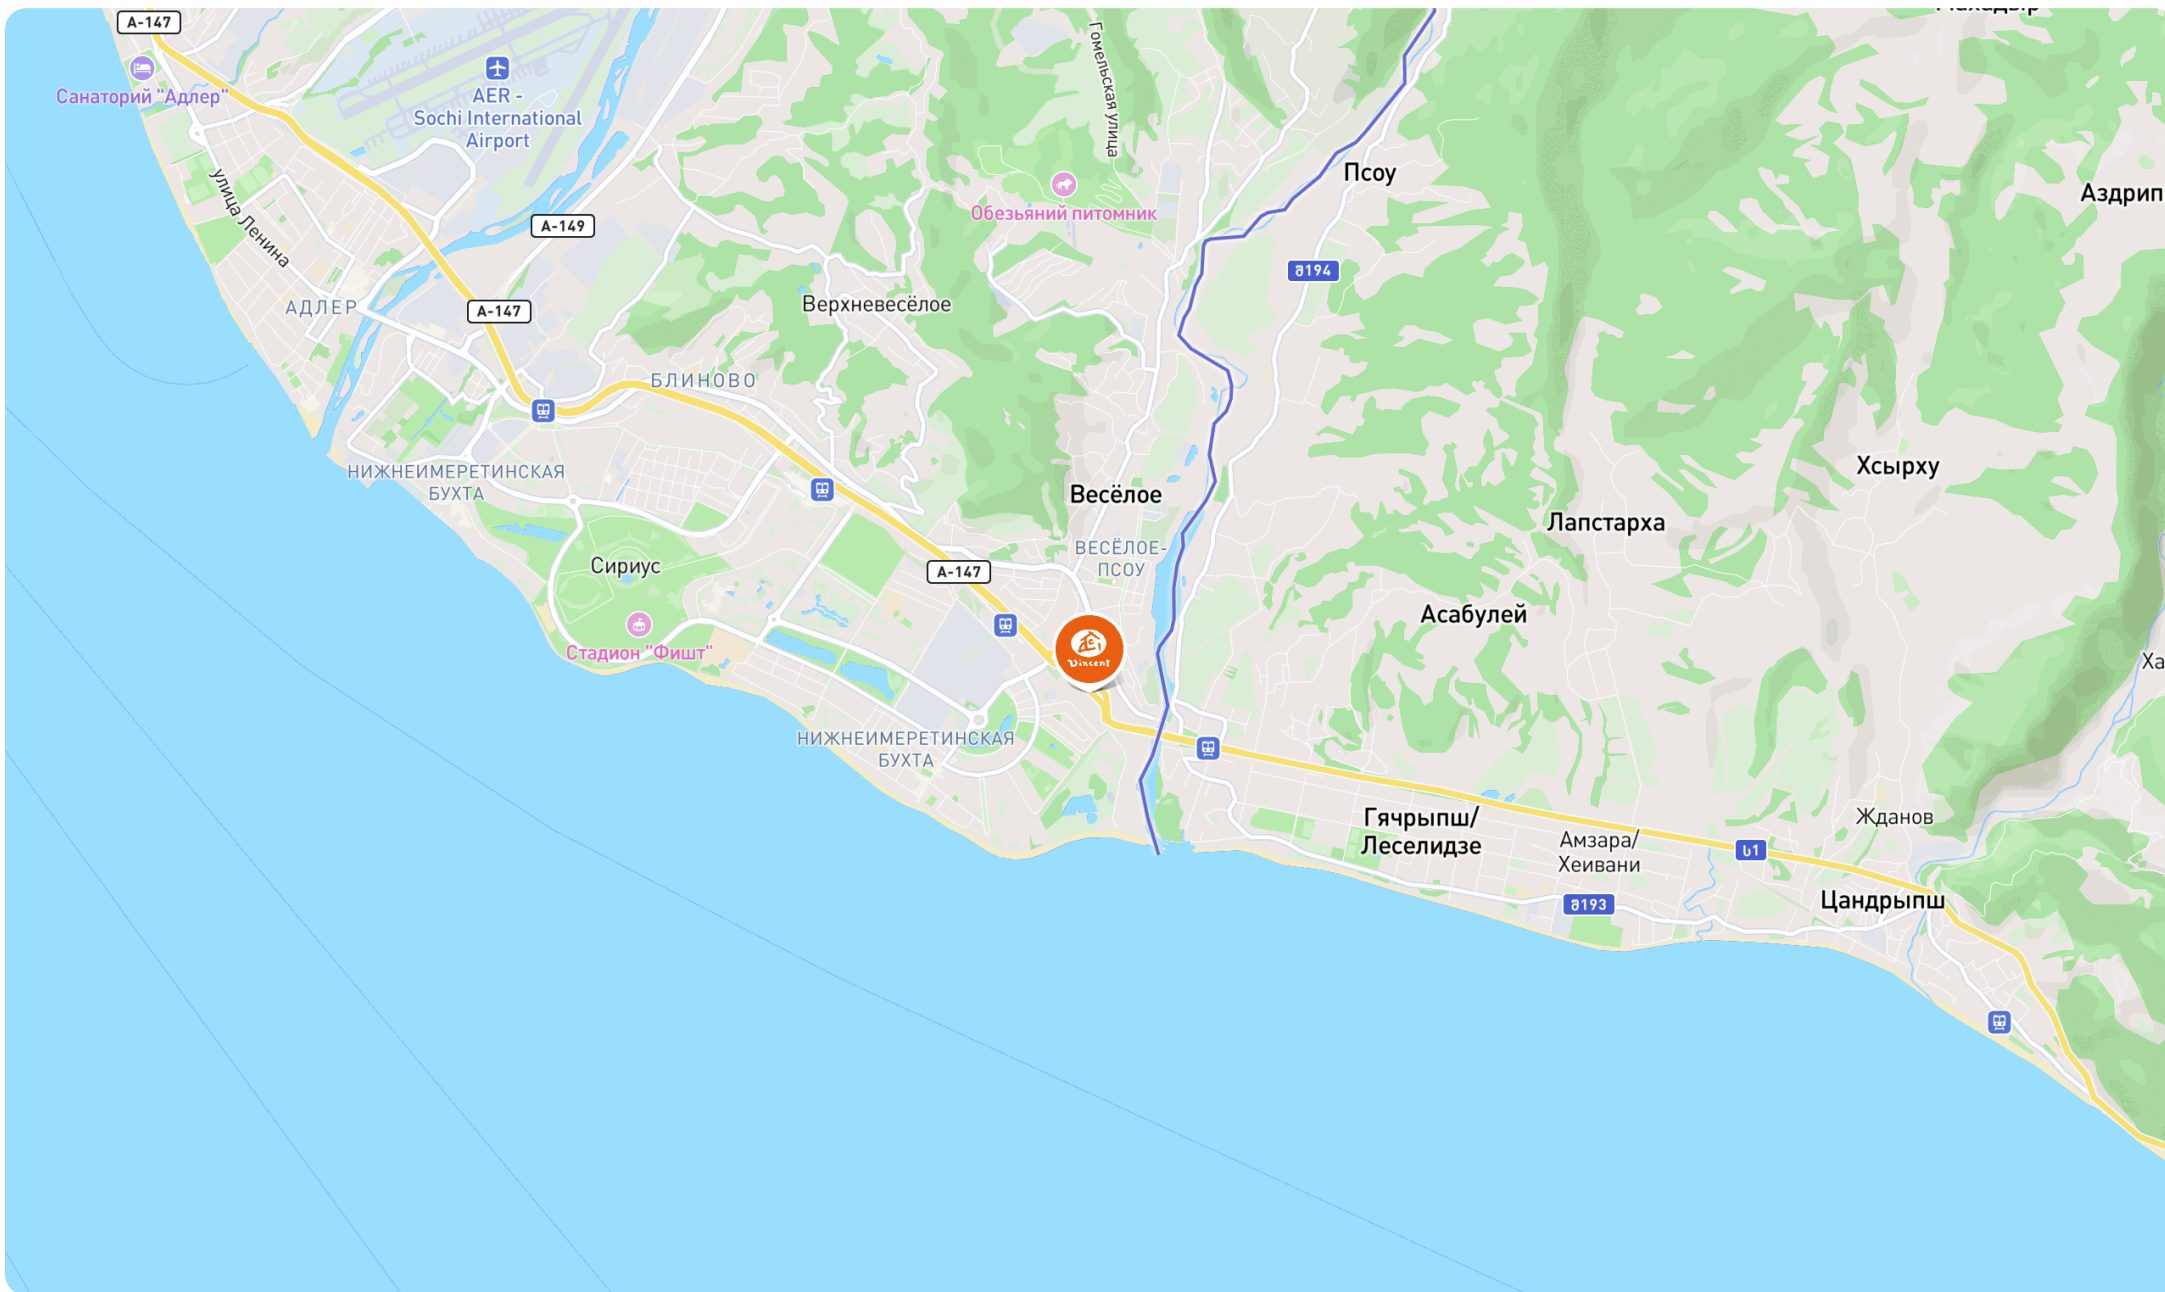 A-147
Санаторий "Адлер"
AER -
Sochi International
Airport
Гомельская улица
Псоу
Аздрип
улица Ленина
A-149
Обезьяний питомник
შ194
АДЛЕР
A-147
Верхневесёлое
БЛИНОВО
НИЖНЕИМЕРЕТИНСКАЯ
БУХТА
Весёлое
Хсырху
Лапстарха
ВЕСЁЛОЕ-
ПСОУ
Сириус
A-147
Асабулей
Стадион "Фишт"
Vincent
Ха
НИЖНЕИМЕРЕТИНСКАЯ
БУХТА
Гячрыпш/
Леселидзе
Амзара/
Хеивани
Жданов
ს1
შ193
Цандрыпш